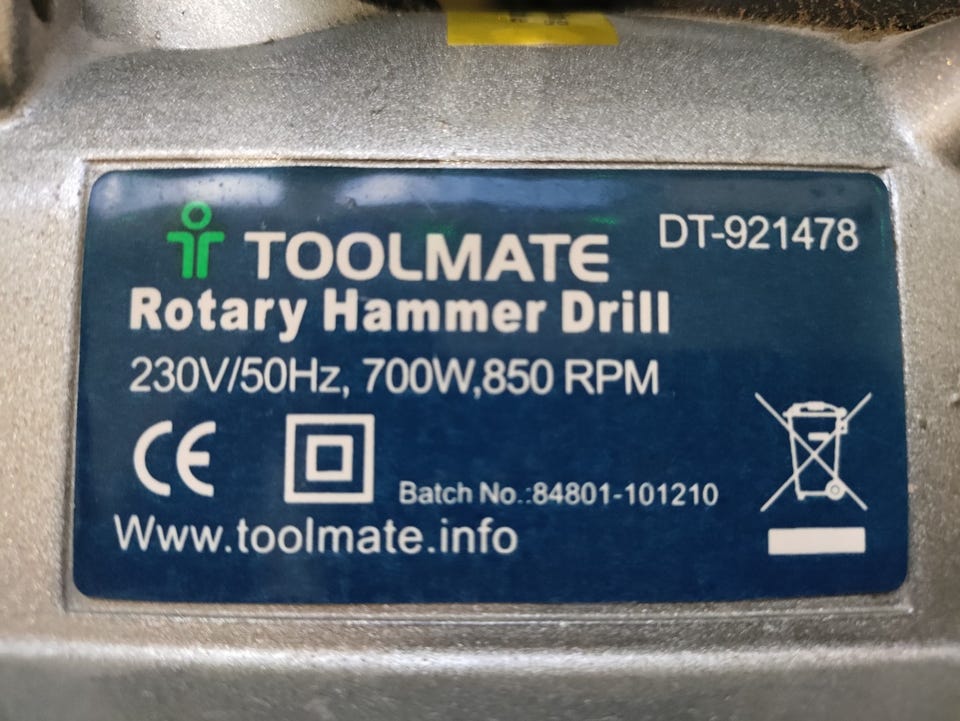 TOOLMATE
DT-921478
Rotary Hammer Drill
230V/50Hz, 700W,850 RPM
CE
Batch No.:84801-101210
Www.toolmate.info